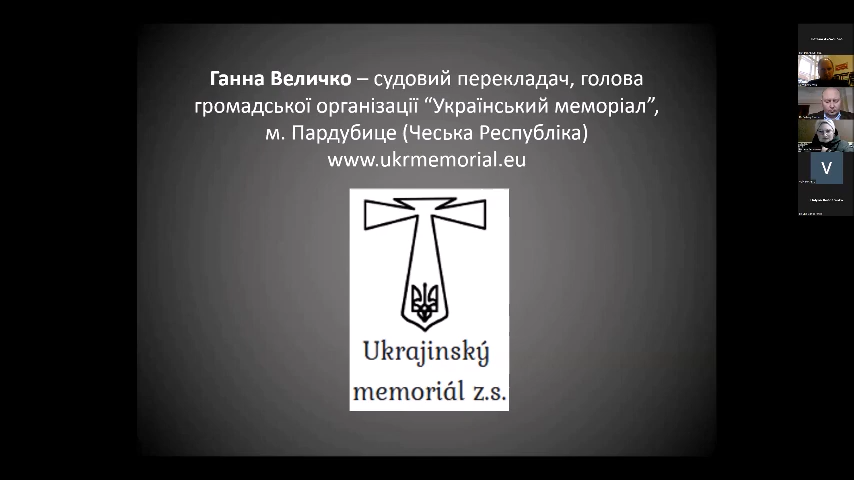 Ганна Величко – судовий перекладач, голова
громадської організації “Український меморіал”,
м. Пардубице (Чеська Республіка)
www.ukrmemorial.eu
Ukrajinský
memoriál z.s.
V